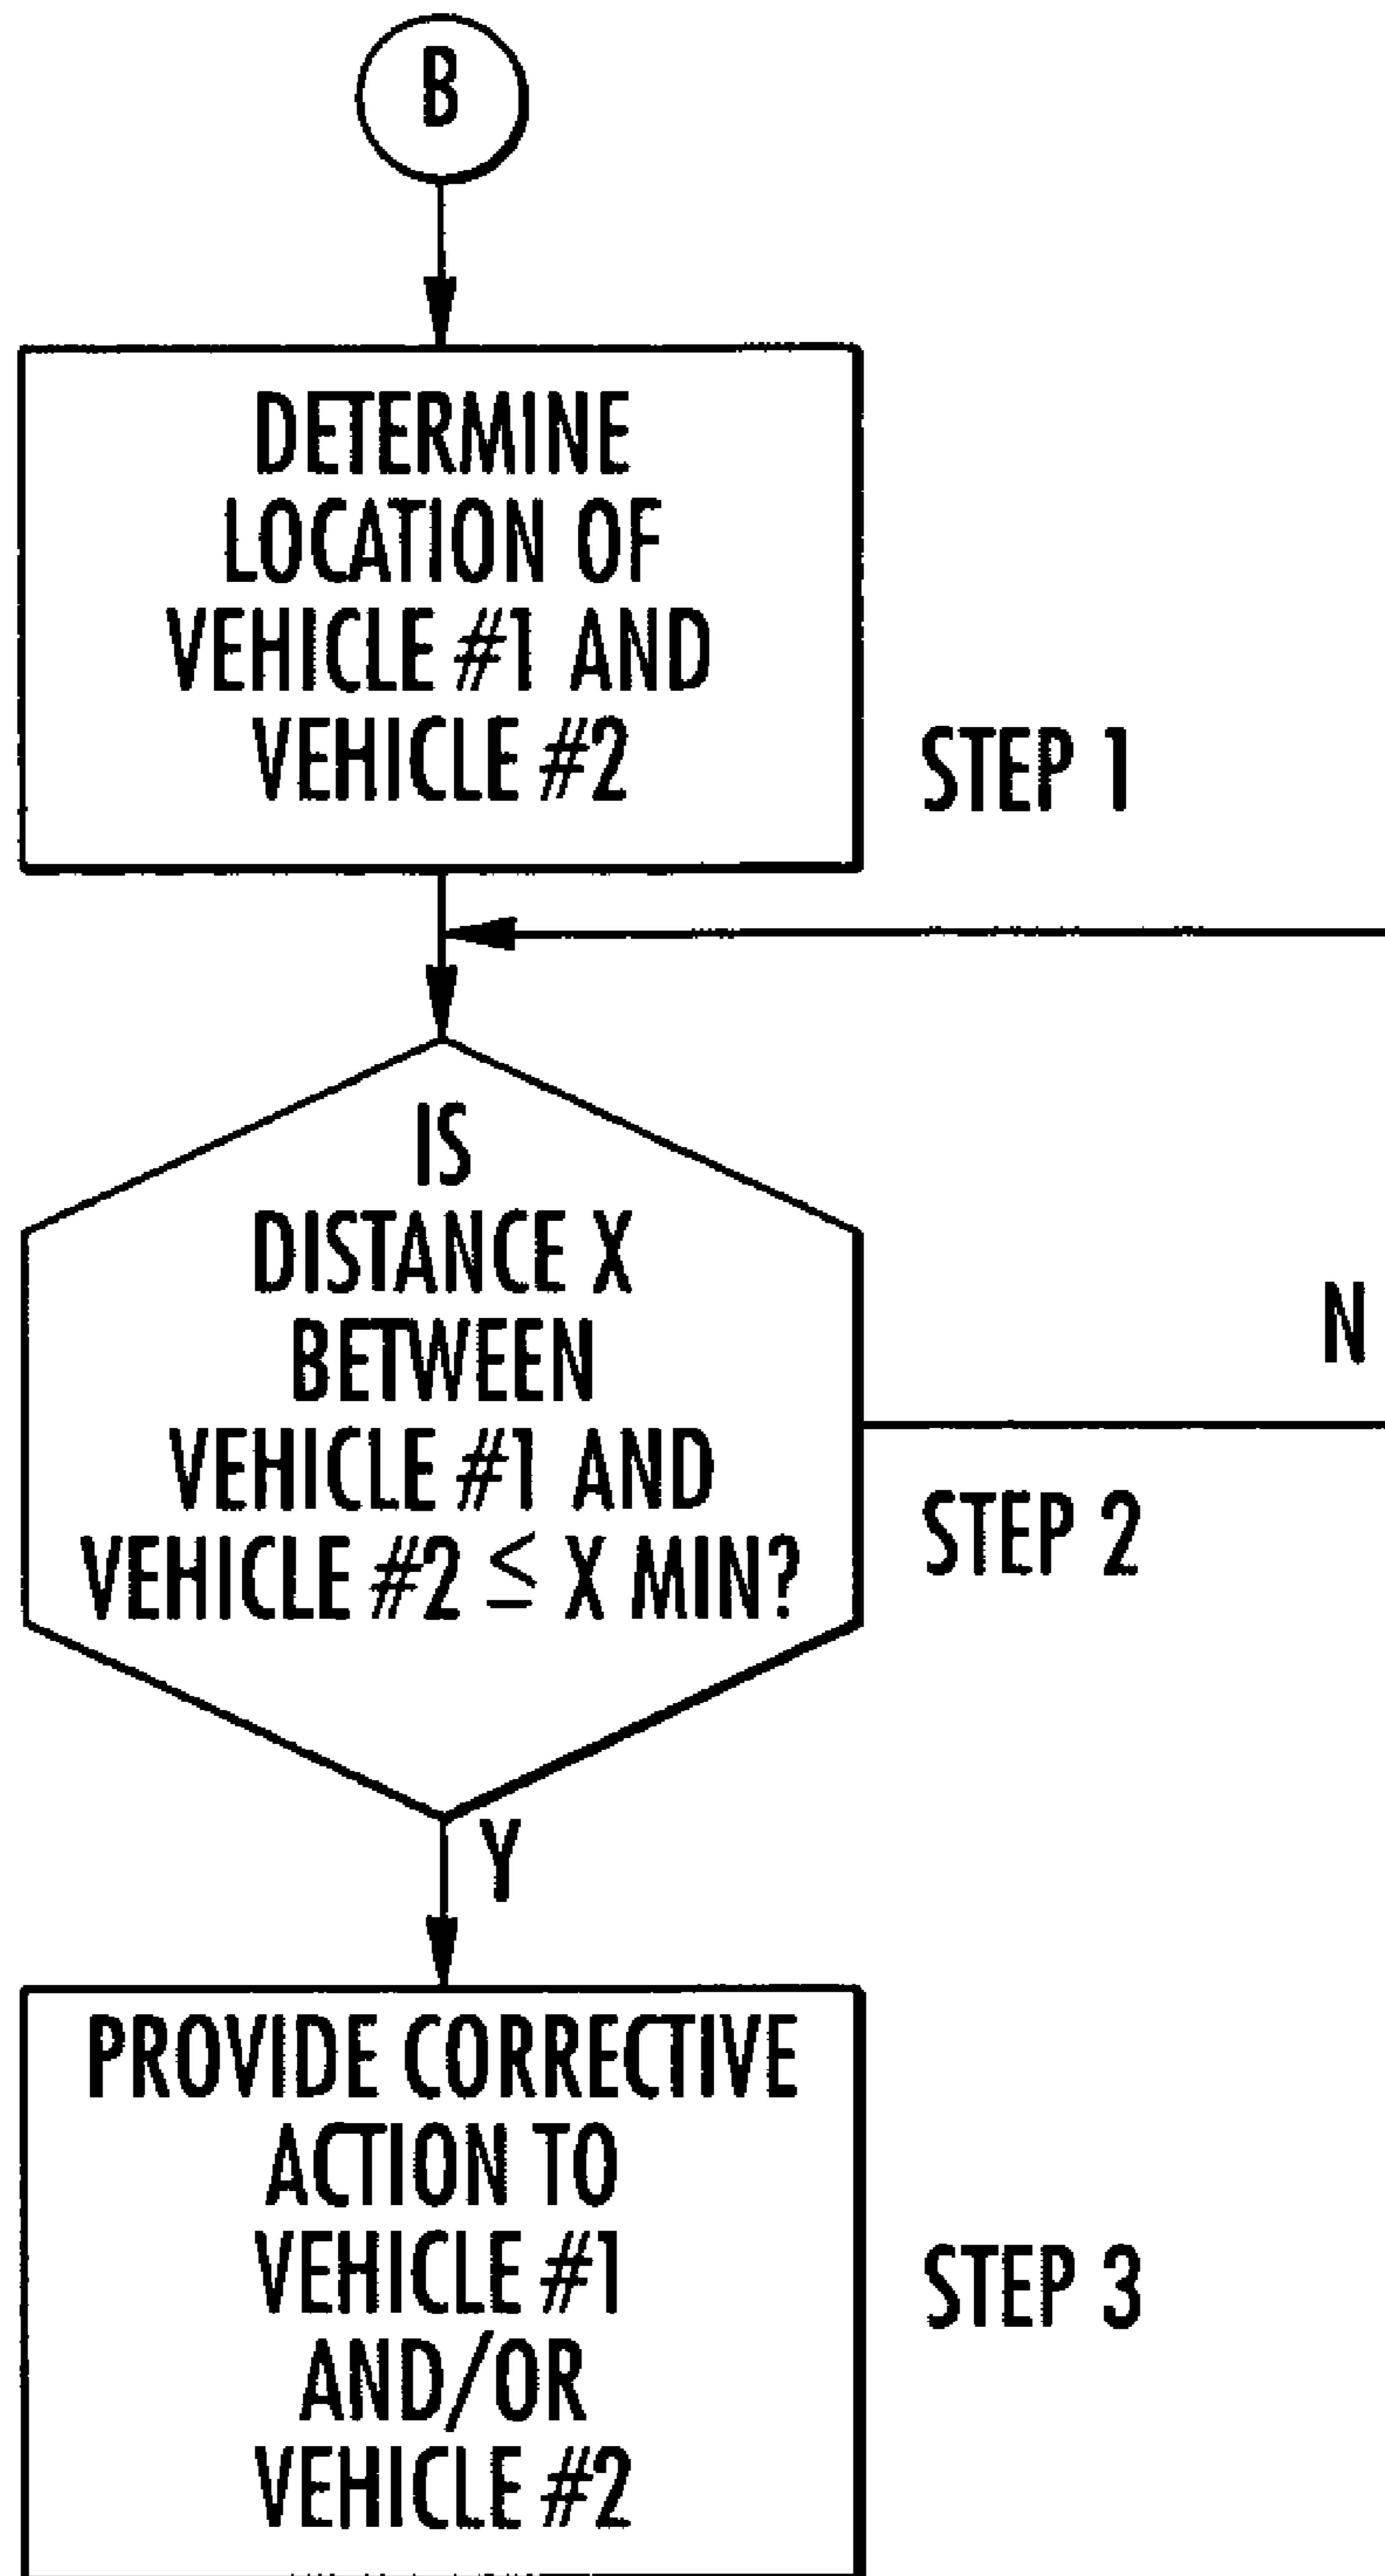 B
DETERMINE
LOCATION OF
VEHICLE #1 AND
VEHICLE #2
STEP 1
IS
DISTANCE X
BETWEEN
VEHICLE #1 AND
VEHICLE #2 ≤ X MIN?
N
STEP 2
Y
PROVIDE CORRECTIVE
ACTION TO
VEHICLE #1
AND/OR
VEHICLE #2
STEP 3